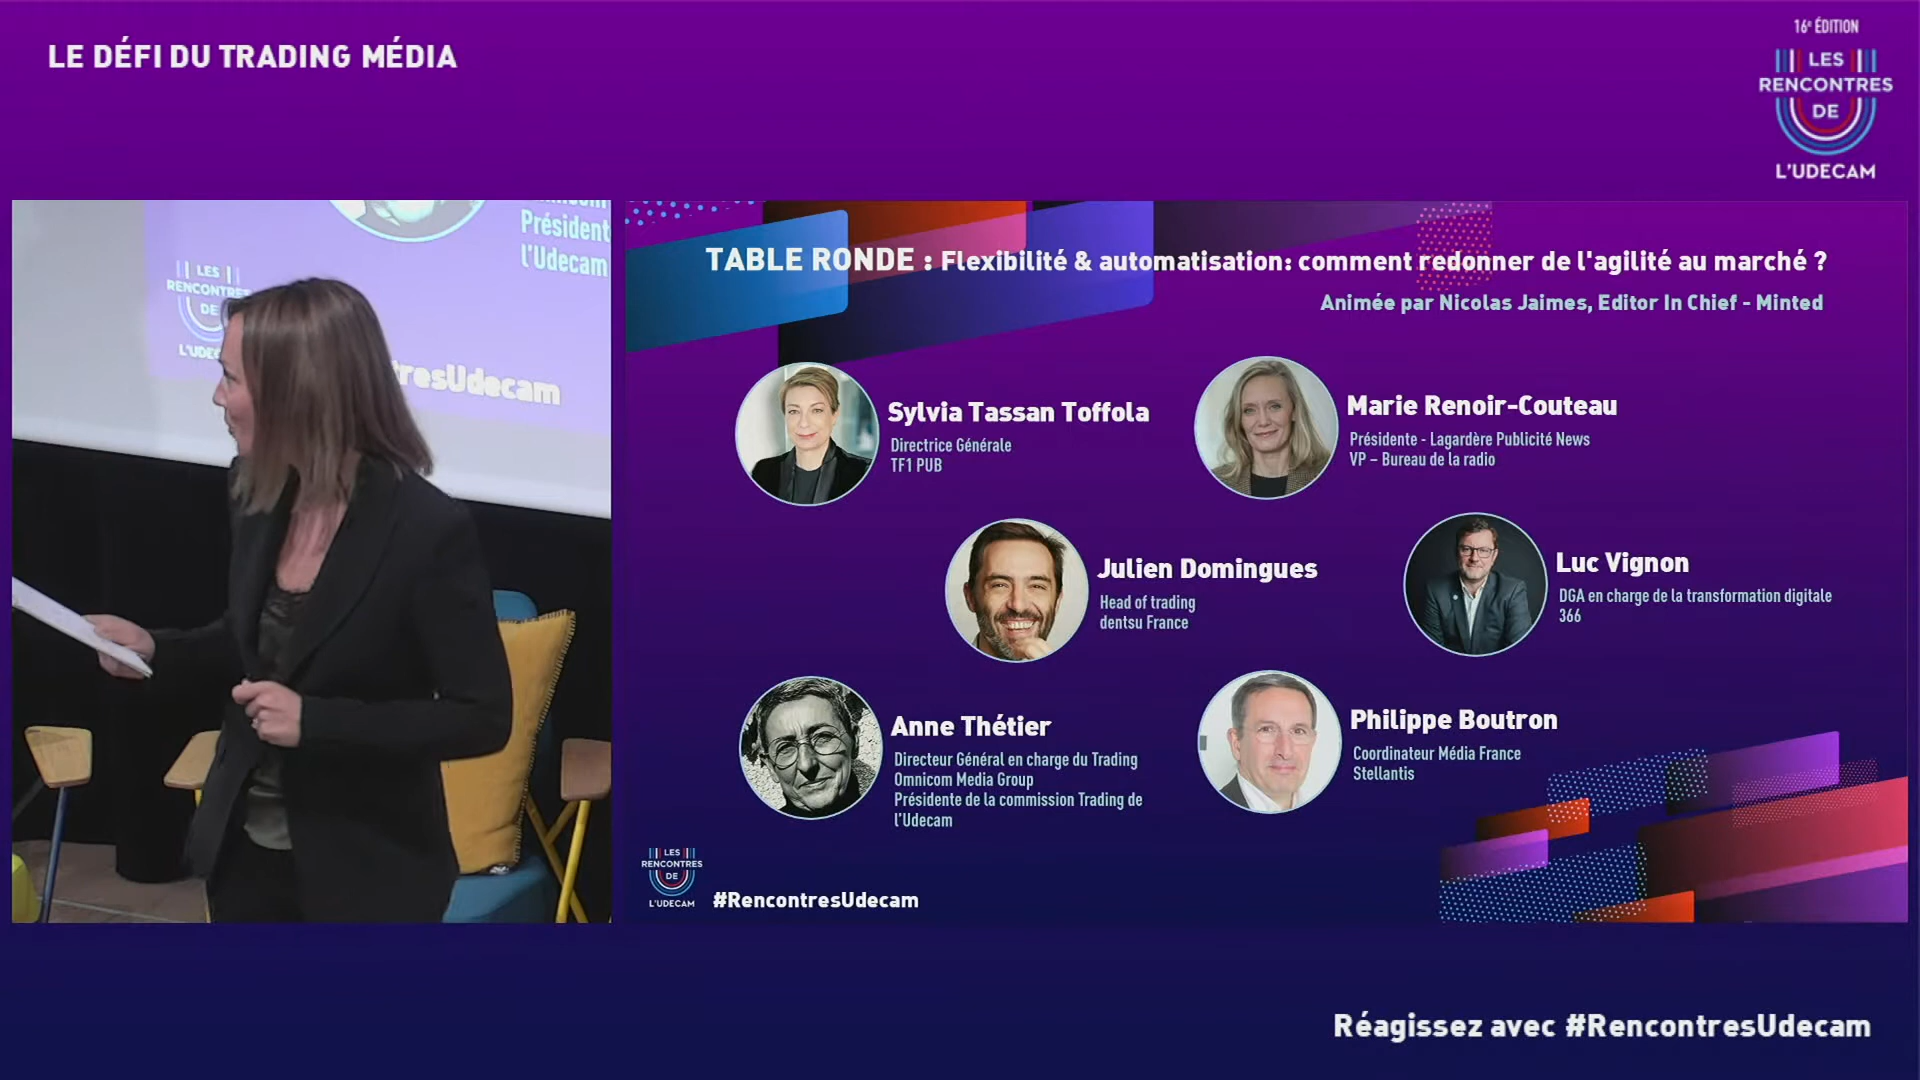 LE DÉFI DU TRADING MÉDIA
16e ÉDITION
LES
RENCONTRES
DE
L'UDECAM
Président
l'Udecam
LES
RENCONTRES
DE
TABLE RONDE : Flexibilité & automatisation: comment redonner de l'agilité au marché ?
Animée par Nicolas Jaimes, Editor In Chief - Minted
Sylvia Tassan Toffola
Directrice Générale
TF1 PUB
Marie Renoir-Couteau
Présidente - Lagardère Publicité News
VP – Bureau de la radio
Julien Domingues
Head of trading
dentsu France
Luc Vignon
DGA en charge de la transformation digitale
366
Anne Thétier
Directeur Général en charge du Trading
Omnicom Media Group
Présidente de la commission Trading de
l'Udecam
Philippe Boutron
Coordinateur Média France
Stellantis
LES
RENCONTRES
DE
L'UDECAM
#RencontresUdecam
Réagissez avec #RencontresUdecam